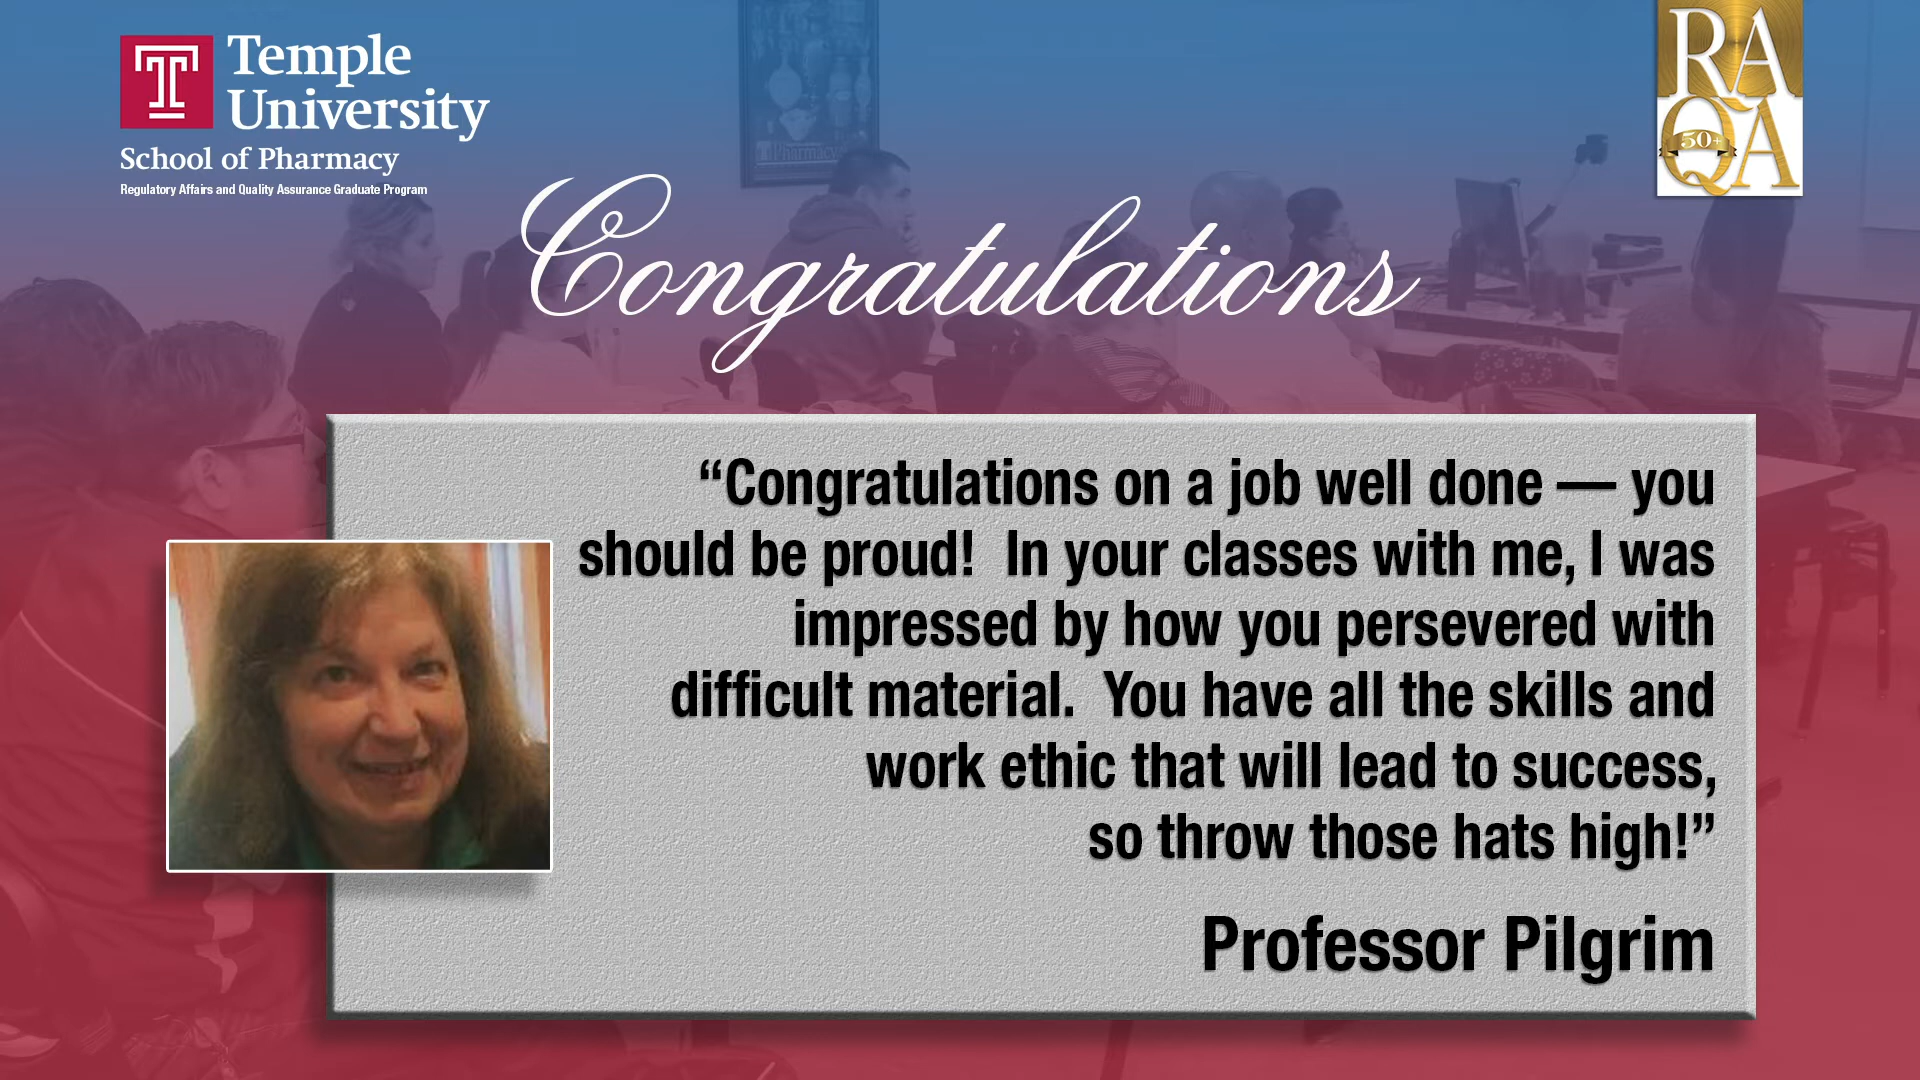 Temple
University
School of Pharmacy
Regulatory Affairs and Quality Assurance Graduate Program
RA
QA
50+
Pharmacy
Congratulations
“Congratulations on a job well done — you
should be proud!  In your classes with me, I was
impressed by how you persevered with
difficult material.  You have all the skills and
work ethic that will lead to success,
so throw those hats high!”
Professor Pilgrim